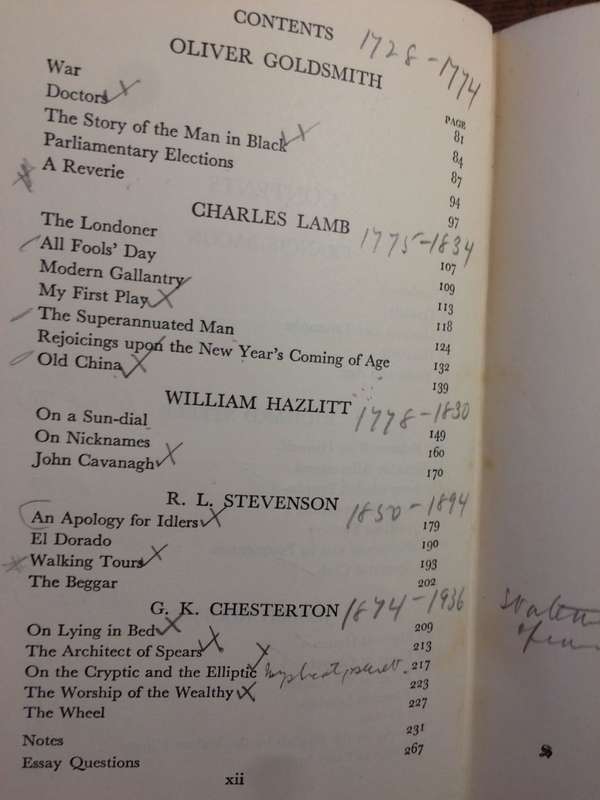 CONTENTS
OLIVER GOLDSMITH 1728-1774
PAGE
War 81
Doctors 84
The Story of the Man in Black 87
Parliamentary Elections 94
A Reverie 97
CHARLES LAMB 1775-1834
The Londoner 107
All Fools' Day 109
Modern Gallantry 113
My First Play 118
The Superannuated Man 124
Rejoicings upon the New Year's Coming of Age 132
Old China 139
WILLIAM HAZLITT 1778-1830
On a Sun-dial 149
On Nicknames 160
John Cavanagh 170
R. L. STEVENSON 1850-1894
An Apology for Idlers 179
El Dorado 190
Walking Tours 193
The Beggar 202
G. K. CHESTERTON 1874-1936
On Lying in Bed 209
The Architect of Spears 213
On the Cryptic and the Elliptic 217
The Worship of the Wealthy 223
The Wheel 227
Notes 231
Essay Questions 267
xii